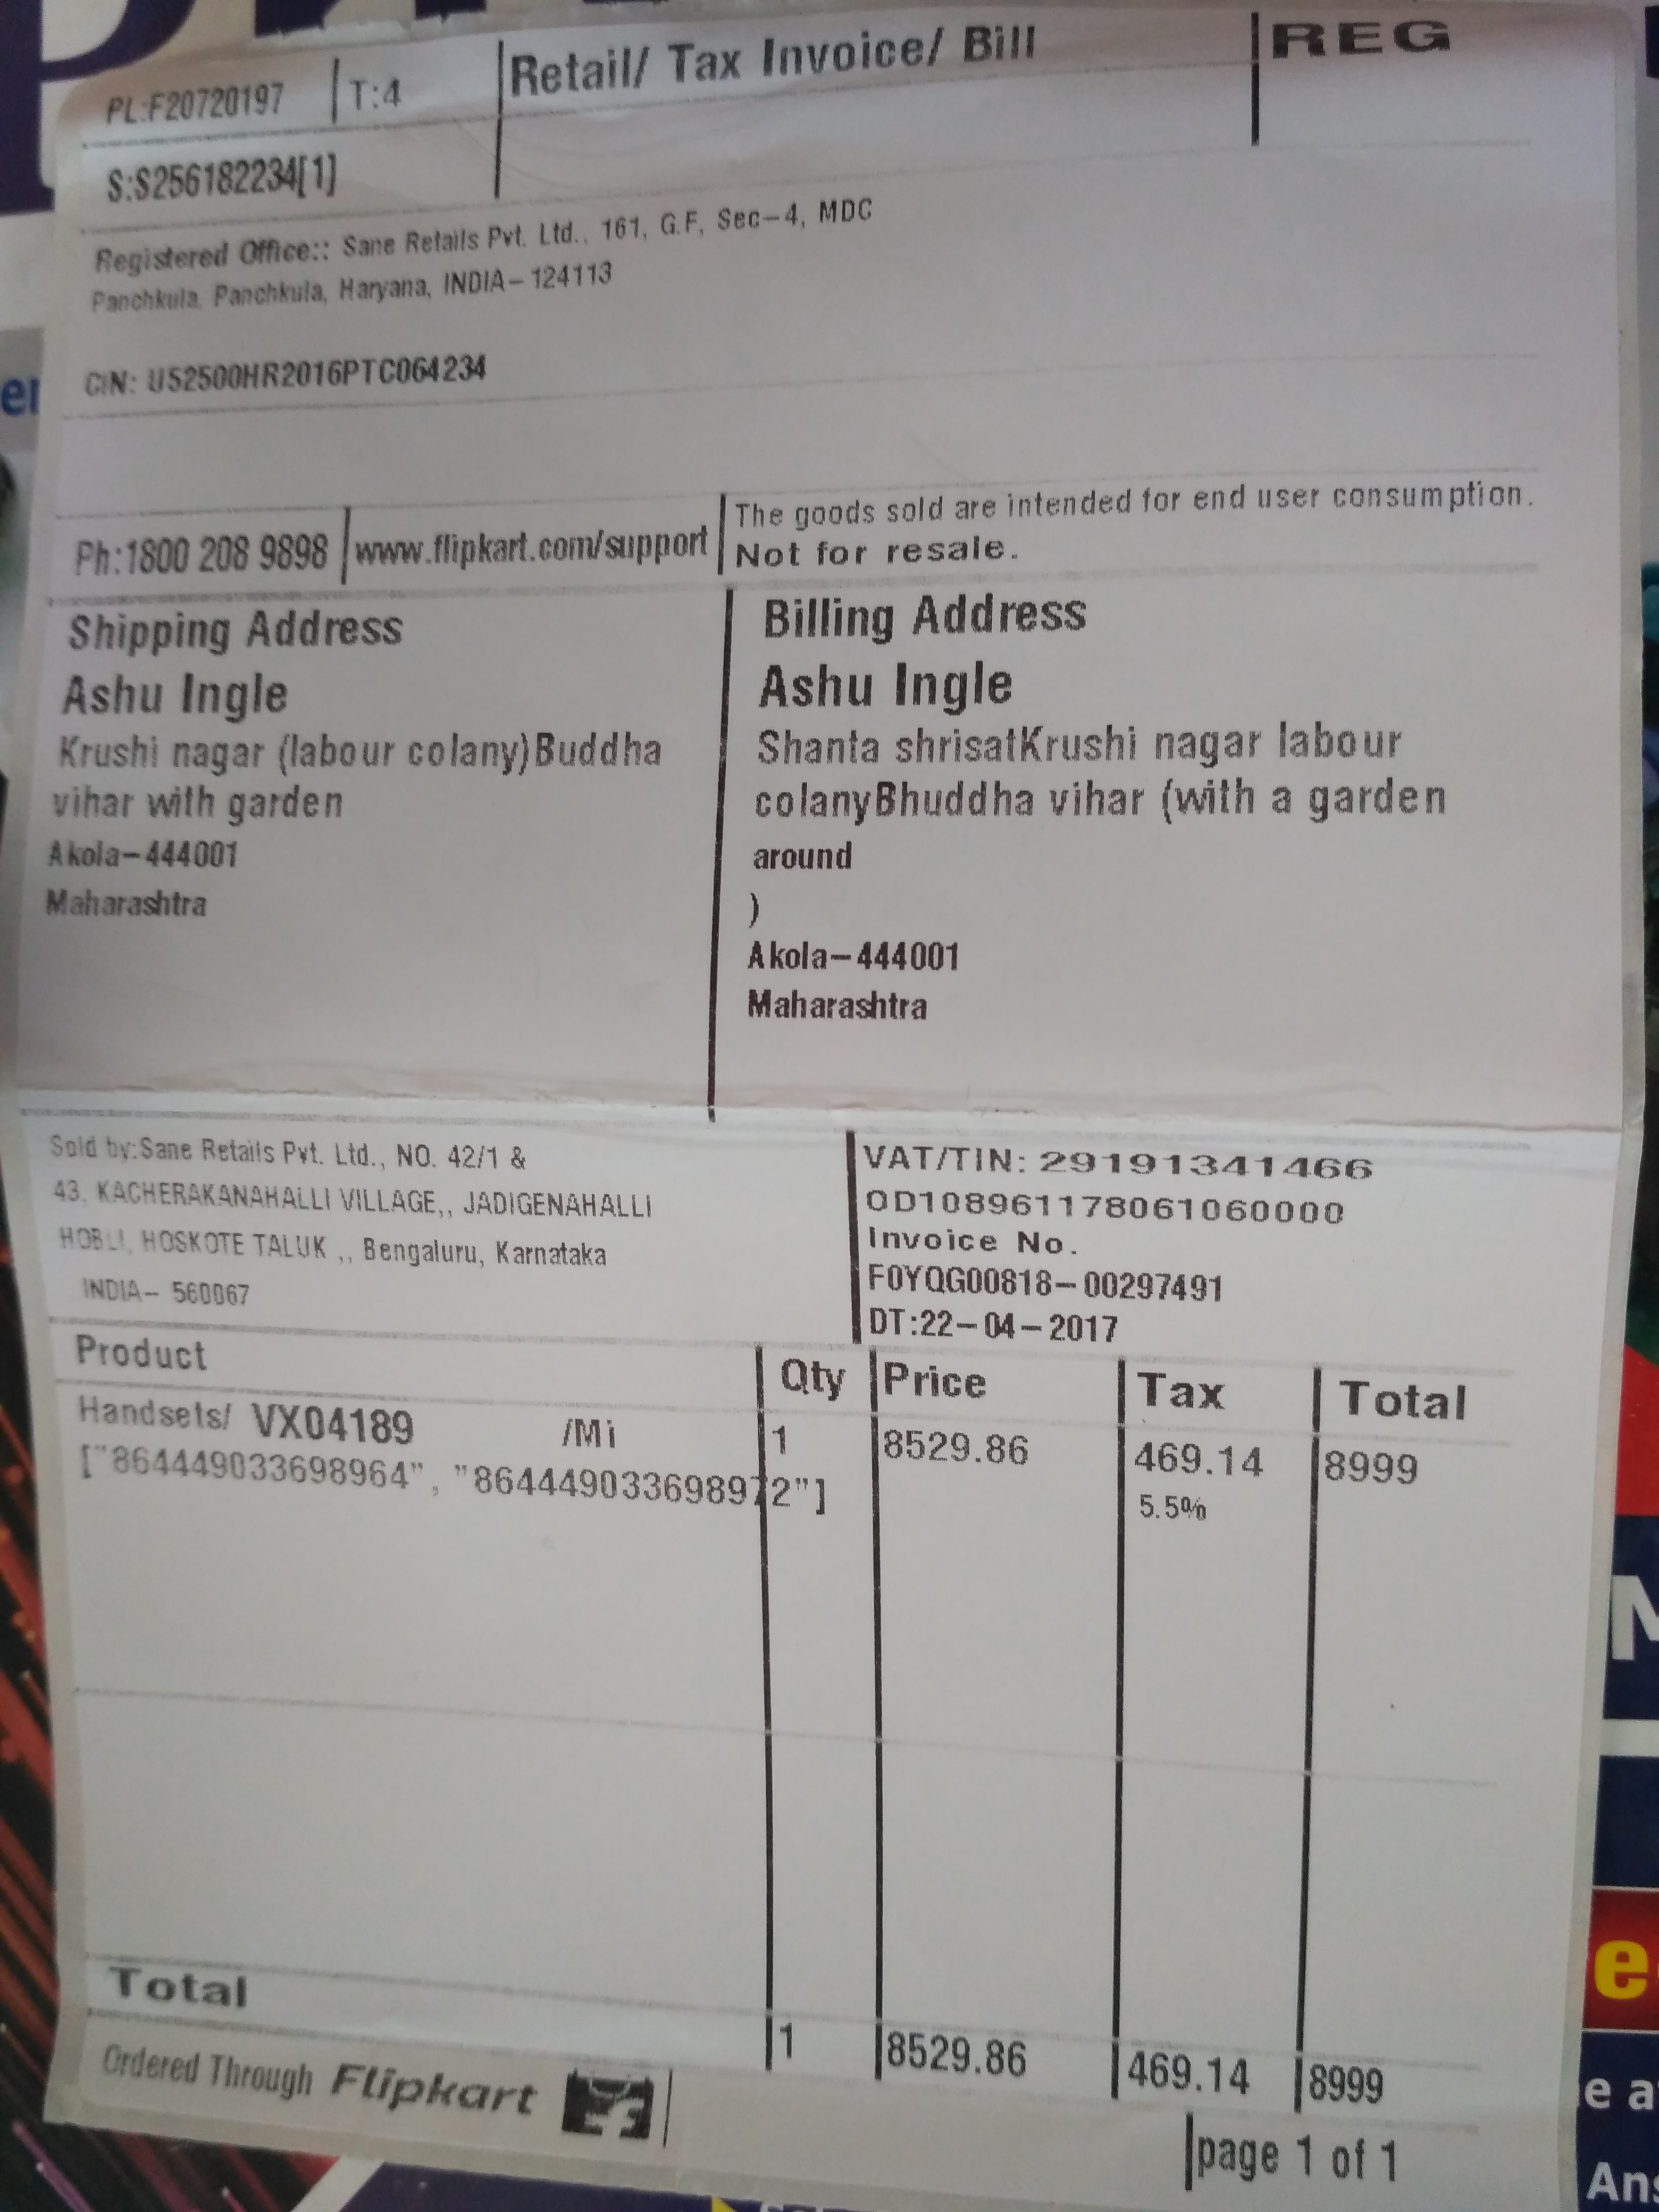 PL:F20720197 T:4 Retail/ Tax Invoice/ Bill REG
S:S256182234[1]
Registered Office:: Sane Retails Pvt. Ltd., 161, G.F, Sec-4, MDC
Panchkula, Panchkula, Haryana, INDIA-124113
CIN: U52500HR2016PTC064234
Ph:1800 208 9898 www.flipkart.com/support
The goods sold are intended for end user consumption.
Not for resale.
Shipping Address
Ashu Ingle
Krushi nagar (labour colany)Buddha
vihar with garden
Akola-444001
Maharashtra
Billing Address
Ashu Ingle
Shanta shrisatKrushi nagar labour
colanyBhuddha vihar (with a garden
around
)
Akola-444001
Maharashtra
Sold by:Sane Retails Pvt. Ltd., NO. 42/1 &
43, KACHERAKANAHALLI VILLAGE,, JADIGENAHALLI
HOBLI, HOSKOTE TALUK ,, Bengaluru, Karnataka
INDIA- 560067
VAT/TIN: 29191341466
OD108961178061060000
Invoice No.
F0YQG00818-00297491
DT:22-04-2017
Product Qty Price Tax Total
Handsets/ VX04189 /Mi 1 8529.86 469.14 8999
["864449033698964", "864449033698972"] 5.5%
Total 1 8529.86 469.14 8999
Ordered Through Flipkart
page 1 of 1
e
e a
Ans
er
M